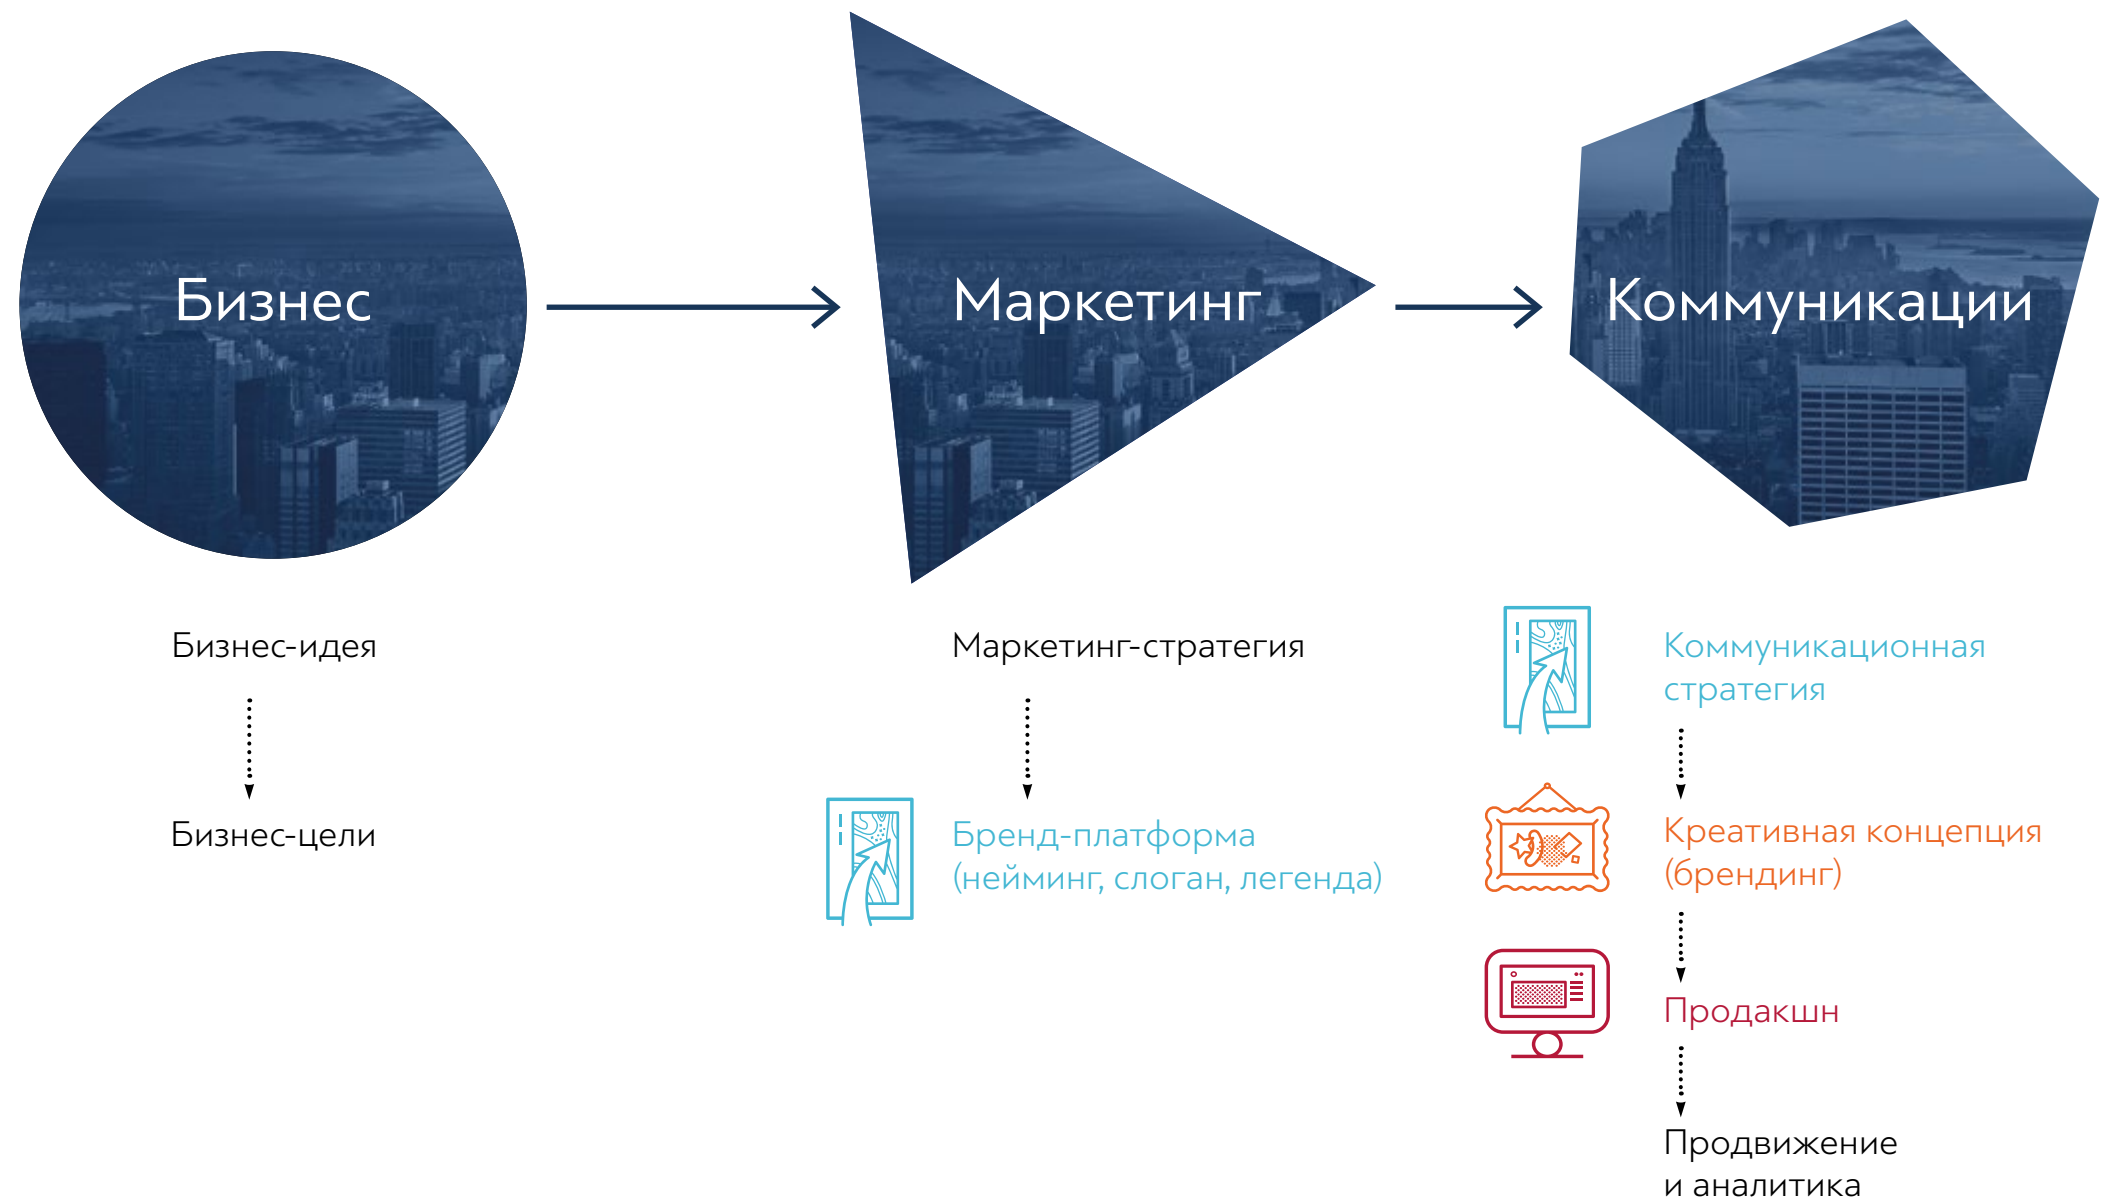 Бизнес
Маркетинг
Коммуникации
Бизнес-идея
Бизнес-цели
Маркетинг-стратегия
Бренд-платформа
(нейминг, слоган, легенда)
Коммуникационная
стратегия
Креативная концепция
(брендинг)
Продакшн
Продвижение
и аналитика